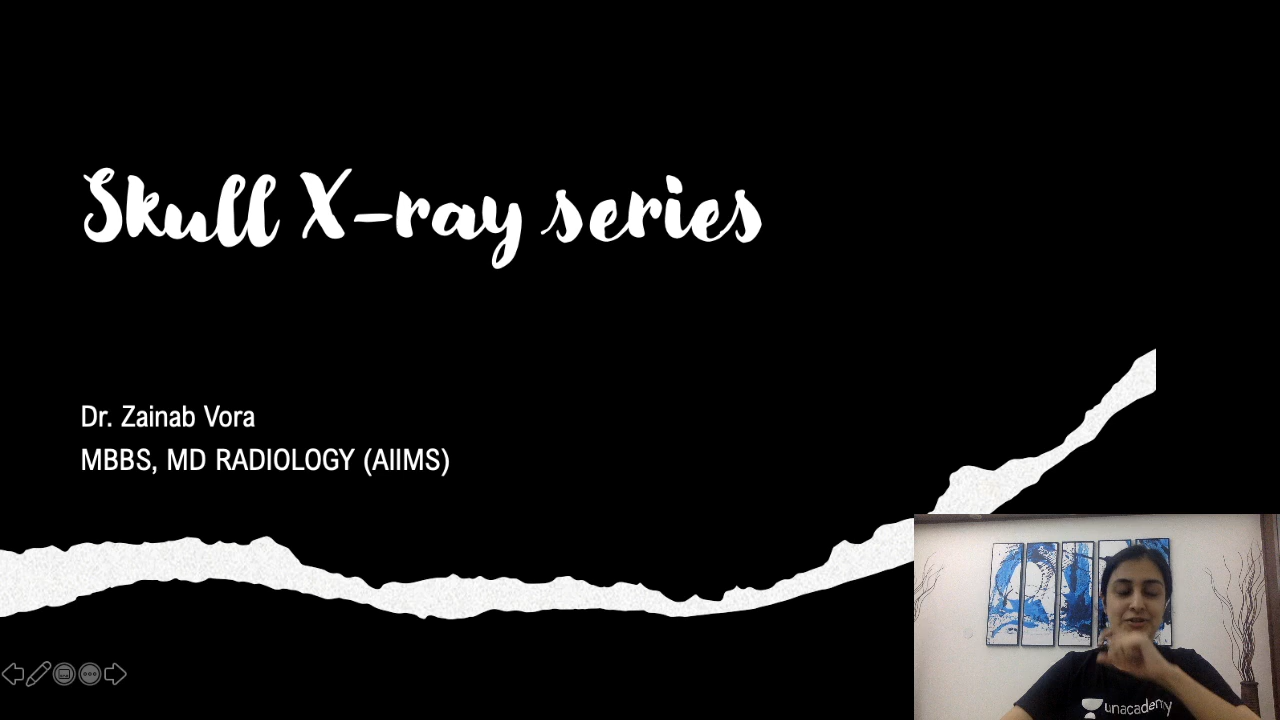 Skull X-ray series
Dr. Zainab Vora
MBBS, MD RADIOLOGY (AIIMS)
unacademy